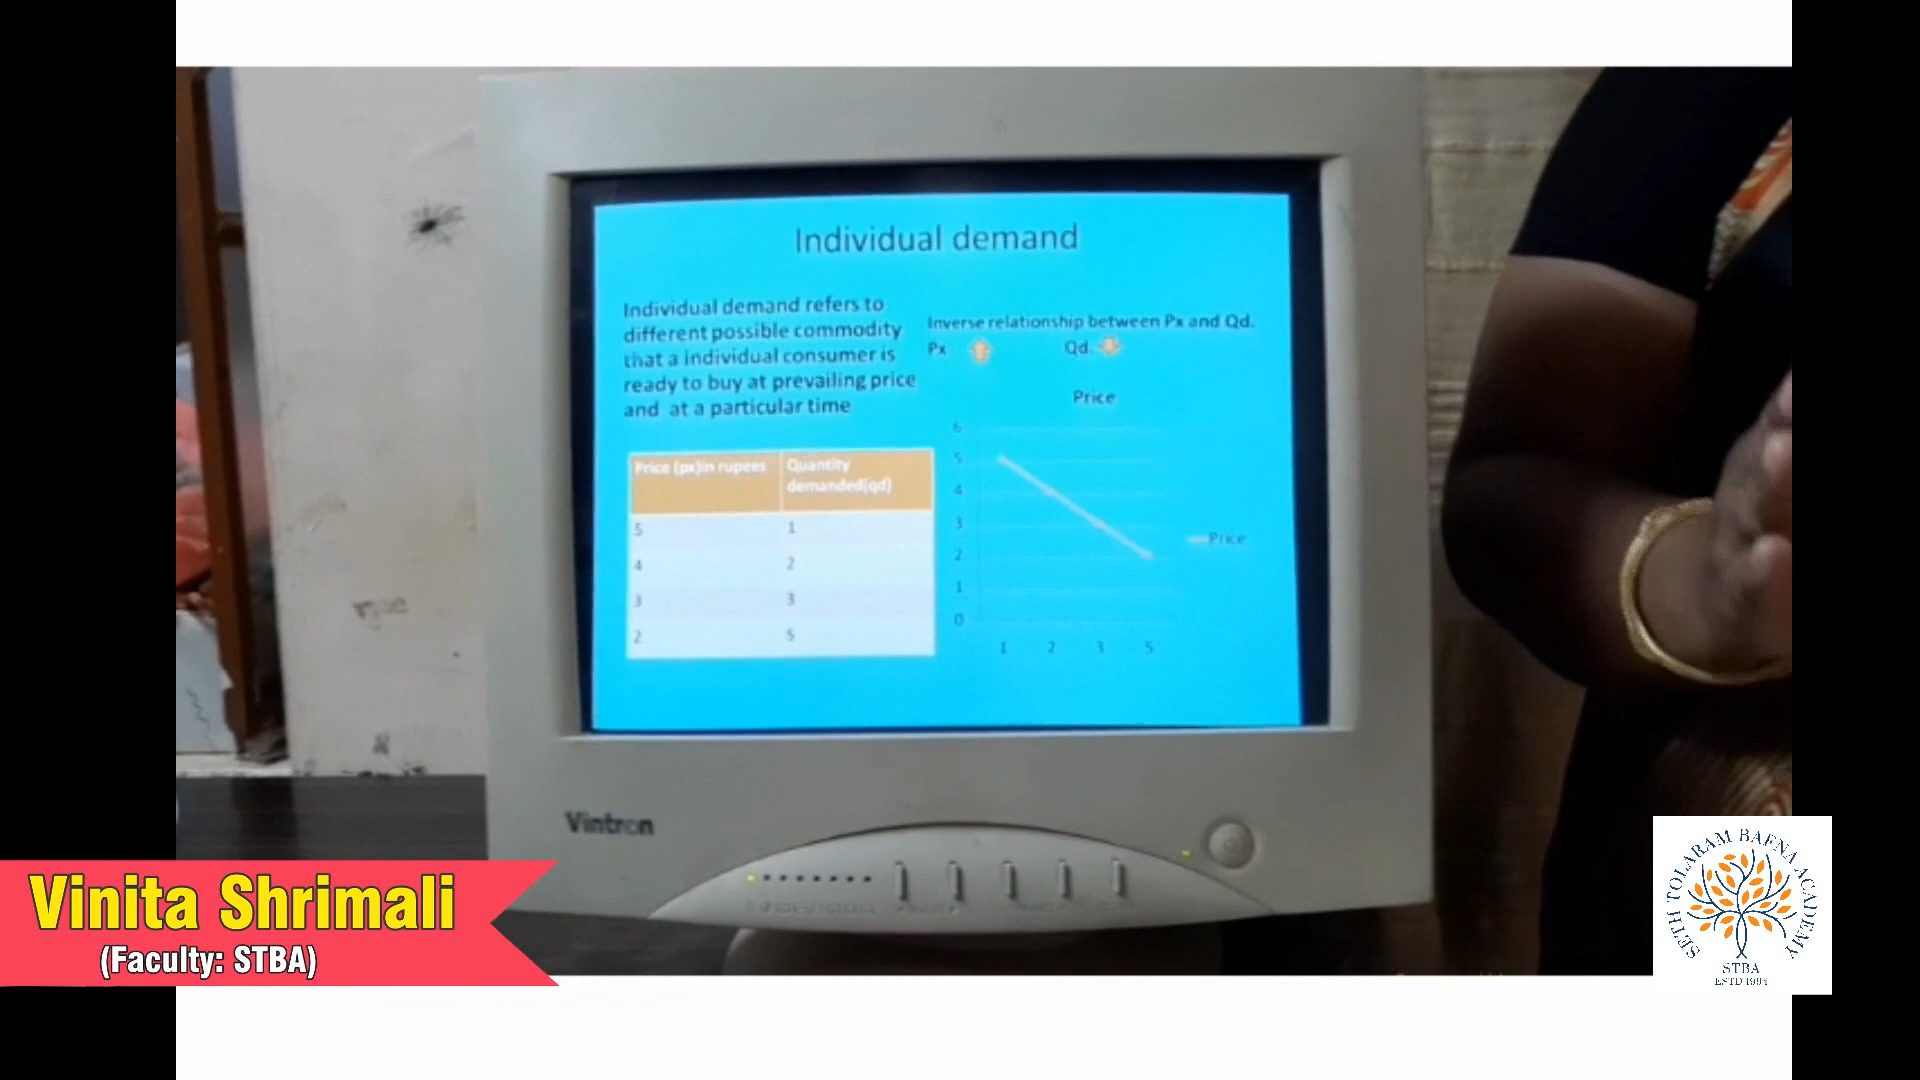 Individual demand
Individual demand refers to
different possible commodity
that a individual consumer is
ready to buy at prevailing price
and at a particular time
Inverse relationship between Px and Qd.
Px Qd.
Price (px)in rupees Quantity
demanded(qd)
5 1
4 2
3 3
2 5
Price
6
5
4
3
2
1
0
1 2 3 5
Price
Vintron
Vinita Shrimali
(Faculty: STBA)
SETH TOLARAM BAFNA ACADEMY
STBA
ESTD 1994